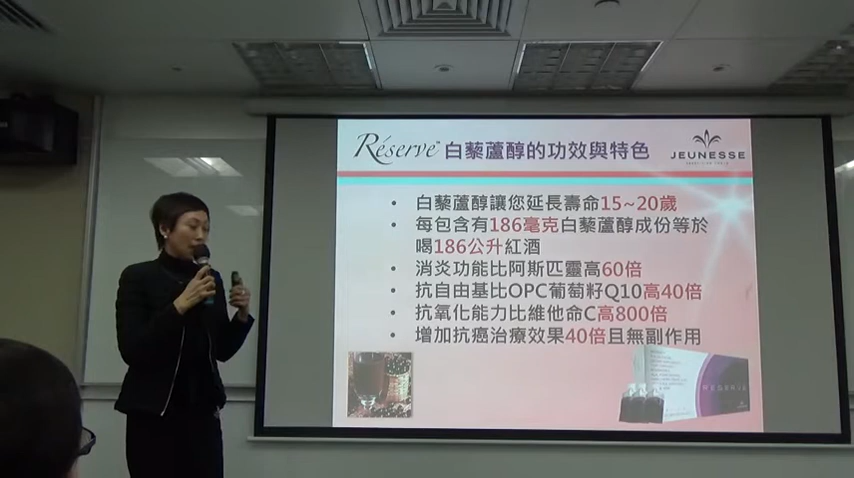 Réserve™ 白藜蘆醇的功效與特色
JEUNESSE
• 白藜蘆醇讓您延長壽命15~20歲
• 每包含有186毫克白藜蘆醇成份等於
喝186公升紅酒
• 消炎功能比阿斯匹靈高60倍
• 抗自由基比OPC葡萄籽Q10高40倍
• 抗氧化能力比維他命C高800倍
• 增加抗癌治療效果40倍且無副作用
RESERVE